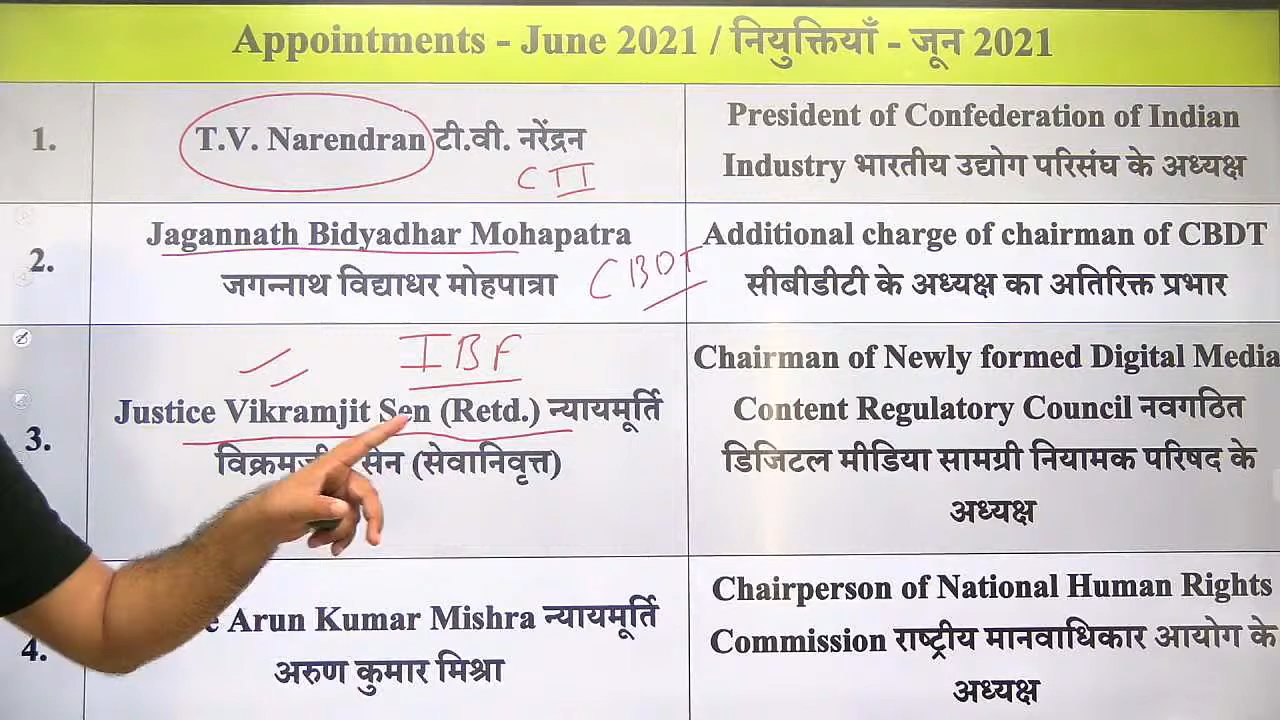 Appointments - June 2021 / नियुक्तियाँ - जून 2021
1.
T.V. Narendran टी.वी. नरेंद्रन
CII
President of Confederation of Indian
Industry भारतीय उद्योग परिसंघ के अध्यक्ष
2.
Jagannath Bidyadhar Mohapatra
जगन्नाथ विद्याधर मोहपात्रा
CBDT
Additional charge of chairman of CBDT
सीबीडीटी के अध्यक्ष का अतिरिक्त प्रभार
3.
IBF
Justice Vikramjit Sen (Retd.) न्यायमूर्ति
विक्रमजीत सेन (सेवानिवृत्त)
Chairman of Newly formed Digital Media
Content Regulatory Council नवगठित
डिजिटल मीडिया सामग्री नियामक परिषद के
अध्यक्ष
4.
Arun Kumar Mishra न्यायमूर्ति
अरुण कुमार मिश्रा
Chairperson of National Human Rights
Commission राष्ट्रीय मानवाधिकार आयोग के
अध्यक्ष